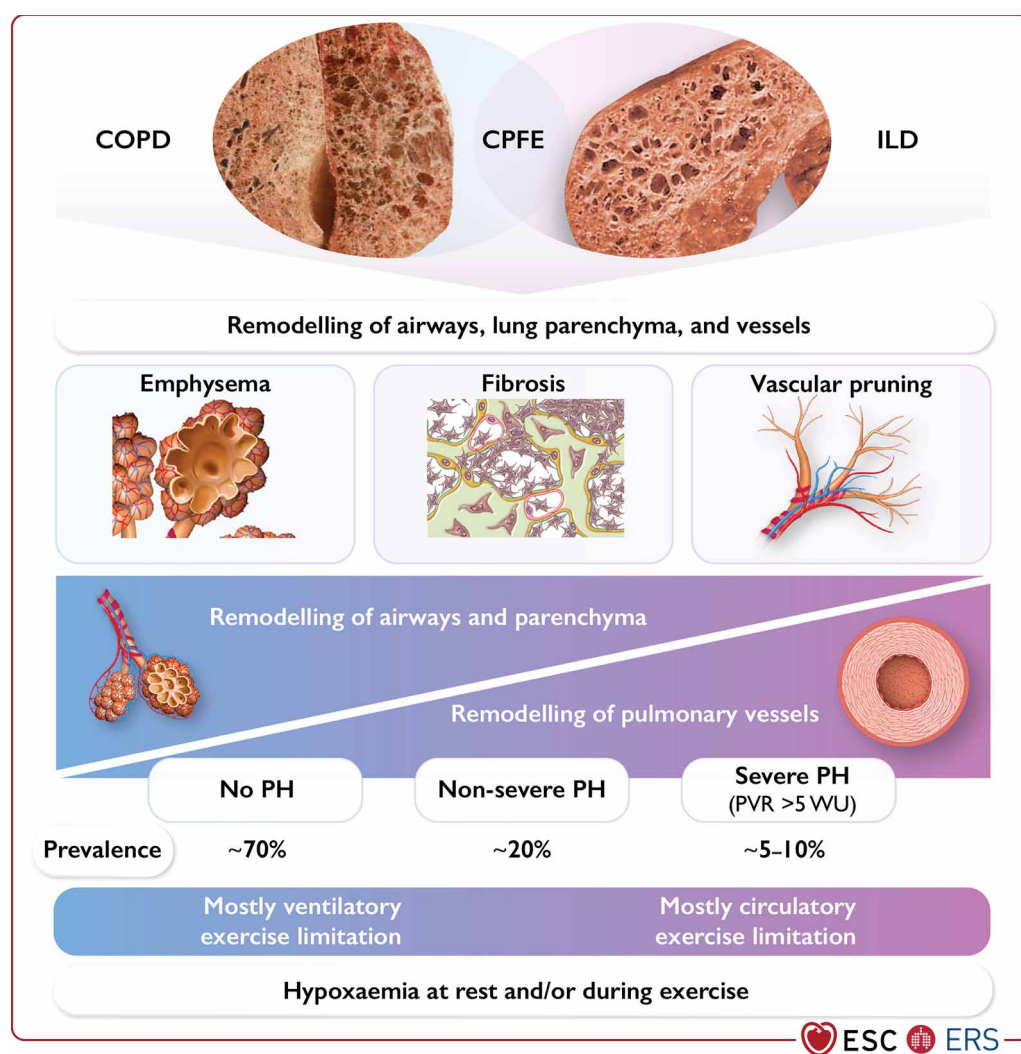 COPD
CPFE
ILD
Remodelling of airways, lung parenchyma, and vessels
Emphysema
Fibrosis
Vascular pruning
Remodelling of airways and parenchyma
Remodelling of pulmonary vessels
No PH
Non-severe PH
Severe PH
(PVR >5 WU)
Prevalence
~70%
~20%
~5–10%
Mostly ventilatory
exercise limitation
Mostly circulatory
exercise limitation
Hypoxaemia at rest and/or during exercise
ESC ERS